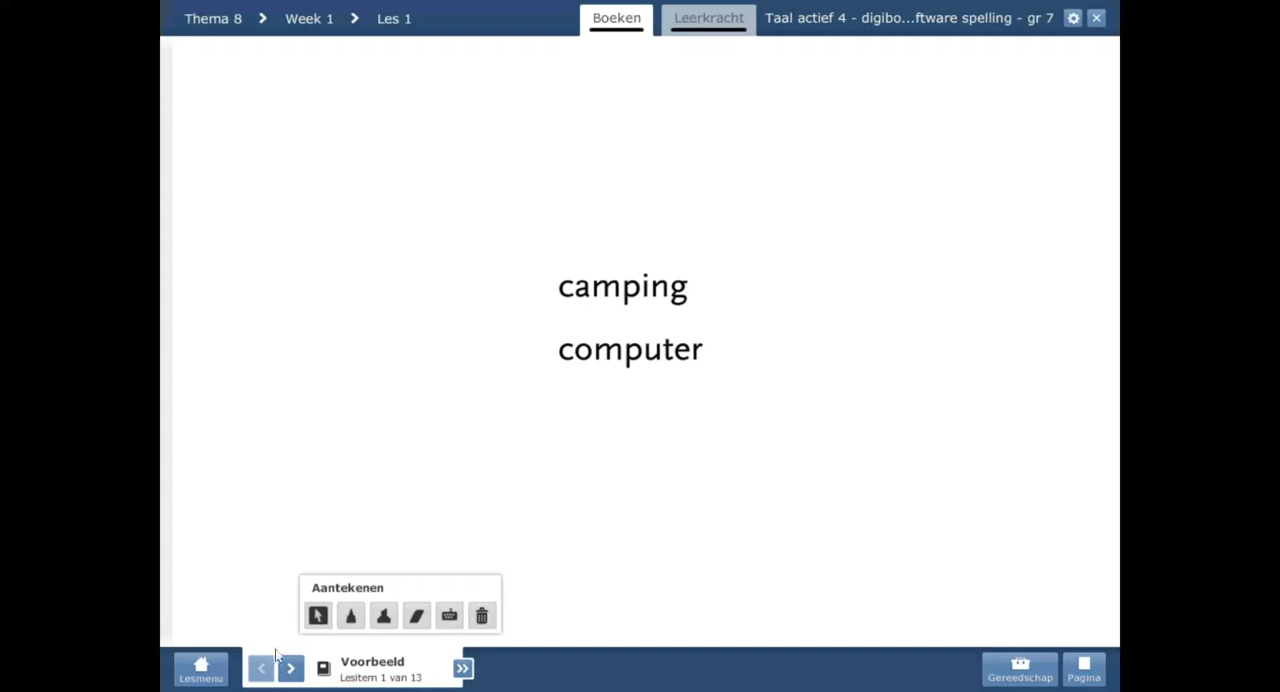 Thema 8 > Week 1 > Les 1
Boeken
Leerkracht
Taal actief 4 - digibo...ftware spelling - gr 7
camping
computer
Aantekenen
Lesmenu
Voorbeeld
Lesitem 1 van 13
Gereedschap
Pagina